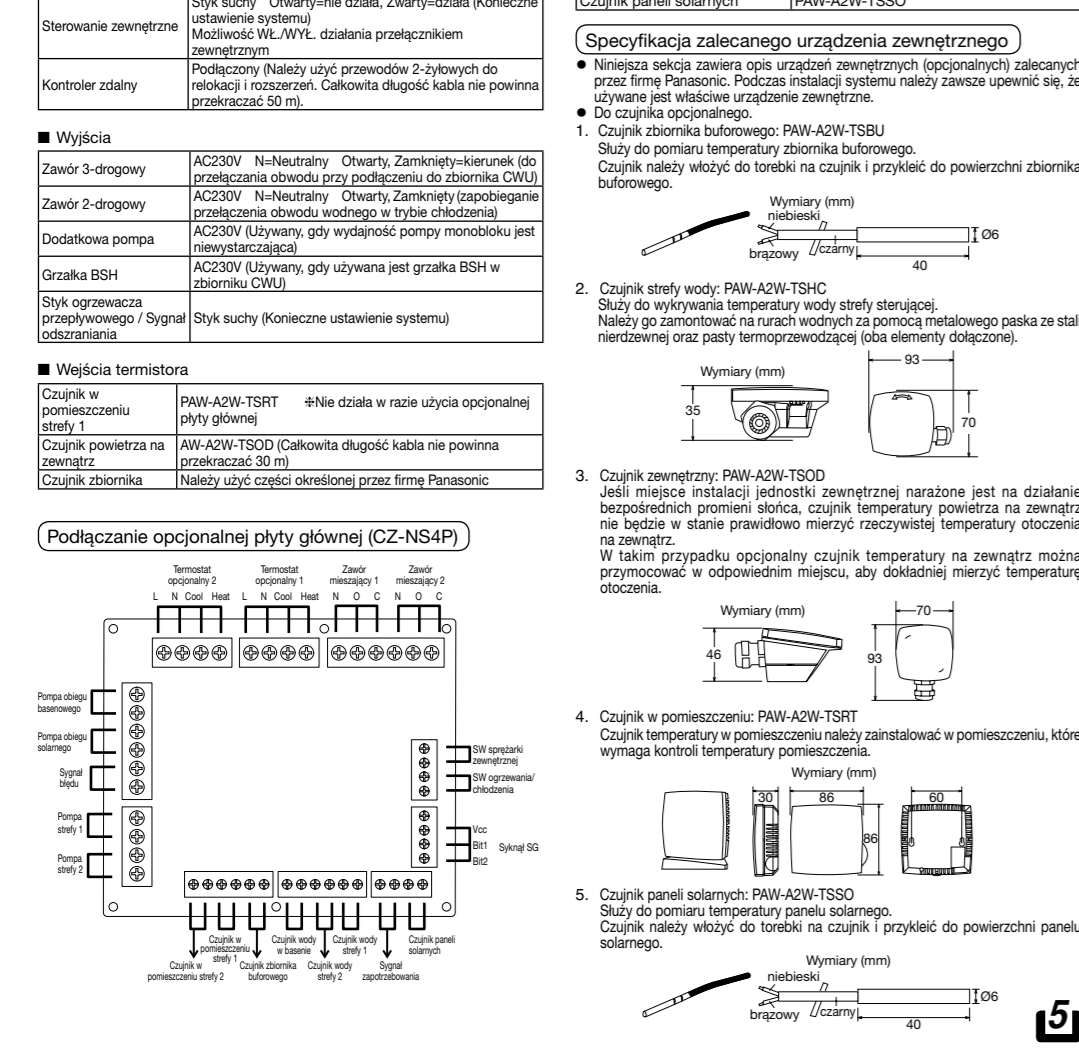 Sterowanie zewnętrzne
Styk suchy Otwarty=nie działa, Zwarty=działa (Konieczne
ustawienie systemu)
Możliwość WŁ./WYŁ. działania przełącznikiem
zewnętrznym
Kontroler zdalny
Podłączony (Należy użyć przewodów 2-żyłowych do
relokacji i rozszerzeń. Całkowita długość kabla nie powinna
przekraczać 50 m).
■ Wyjścia
Zawór 3-drogowy
AC230V N=Neutralny Otwarty, Zamknięty=kierunek (do
przełączania obwodu przy podłączeniu do zbiornika CWU)
Zawór 2-drogowy
AC230V N=Neutralny Otwarty, Zamknięty (zapobieganie
przełączenia obwodu wodnego w trybie chłodzenia)
Dodatkowa pompa
AC230V (Używany, gdy wydajność pompy monobloku jest
niewystarczająca)
Grzałka BSH
AC230V (Używany, gdy używana jest grzałka BSH w
zbiorniku CWU)
Styk ogrzewacza
przepływowego / Sygnał
odszraniania
Styk suchy (Konieczne ustawienie systemu)
■ Wejścia termistora
Czujnik w
pomieszczeniu
strefy 1
PAW-A2W-TSRT ❉Nie działa w razie użycia opcjonalnej
płyty głównej
Czujnik powietrza na
zewnątrz
AW-A2W-TSOD (Całkowita długość kabla nie powinna
przekraczać 30 m)
Czujnik zbiornika
Należy użyć części określonej przez firmę Panasonic
Podłączanie opcjonalnej płyty głównej (CZ-NS4P)
Termostat
opcjonalny 2
Termostat
opcjonalny 1
Zawór
mieszający 1
Zawór
mieszający 2
L N Cool Heat L N Cool Heat N O C N O C
Pompa obiegu
basenowego
Pompa obiegu
solarnego
Sygnał
błędu
Pompa
strefy 1
Pompa
strefy 2
SW sprężarki
zewnętrznej
SW ogrzewania/
chłodzenia
Vcc
Bit1 Syknął SG
Bit2
Czujnik w
pomieszczeniu
strefy 1
Czujnik wody
w basenie
Czujnik wody
strefy 1
Czujnik paneli
solarnych
Czujnik w
pomieszczeniu strefy 2
Czujnik zbiornika
buforowego
Czujnik wody
strefy 2
Sygnał
zapotrzebowania
Czujnik paneli solarnych
PAW-A2W-TSSO
Specyfikacja zalecanego urządzenia zewnętrznego
● Niniejsza sekcja zawiera opis urządzeń zewnętrznych (opcjonalnych) zalecanych
przez firmę Panasonic. Podczas instalacji systemu należy zawsze upewnić się, że
używane jest właściwe urządzenie zewnętrzne.
● Do czujnika opcjonalnego.
1. Czujnik zbiornika buforowego: PAW-A2W-TSBU
Służy do pomiaru temperatury zbiornika buforowego.
Czujnik należy włożyć do torebki na czujnik i przykleić do powierzchni zbiornika
buforowego.
Wymiary (mm)
niebieski
brązowy
czarny
40
Ø6
2. Czujnik strefy wody: PAW-A2W-TSHC
Służy do wykrywania temperatury wody strefy sterującej.
Należy go zamontować na rurach wodnych za pomocą metalowego paska ze stali
nierdzewnej oraz pasty termoprzewodzącej (oba elementy dołączone).
Wymiary (mm)
93
35
70
3. Czujnik zewnętrzny: PAW-A2W-TSOD
Jeśli miejsce instalacji jednostki zewnętrznej narażone jest na działanie
bezpośrednich promieni słońca, czujnik temperatury powietrza na zewnątrz
nie będzie w stanie prawidłowo mierzyć rzeczywistej temperatury otoczenia
na zewnątrz.
W takim przypadku opcjonalny czujnik temperatury na zewnątrz można
przymocować w odpowiednim miejscu, aby dokładniej mierzyć temperaturę
otoczenia.
Wymiary (mm)
70
46
93
4. Czujnik w pomieszczeniu: PAW-A2W-TSRT
Czujnik temperatury w pomieszczeniu należy zainstalować w pomieszczeniu, które
wymaga kontroli temperatury pomieszczenia.
Wymiary (mm)
30
86
60
86
5. Czujnik paneli solarnych: PAW-A2W-TSSO
Służy do pomiaru temperatury panelu solarnego.
Czujnik należy włożyć do torebki na czujnik i przykleić do powierzchni panelu
solarnego.
Wymiary (mm)
niebieski
brązowy
czarny
40
Ø6
5